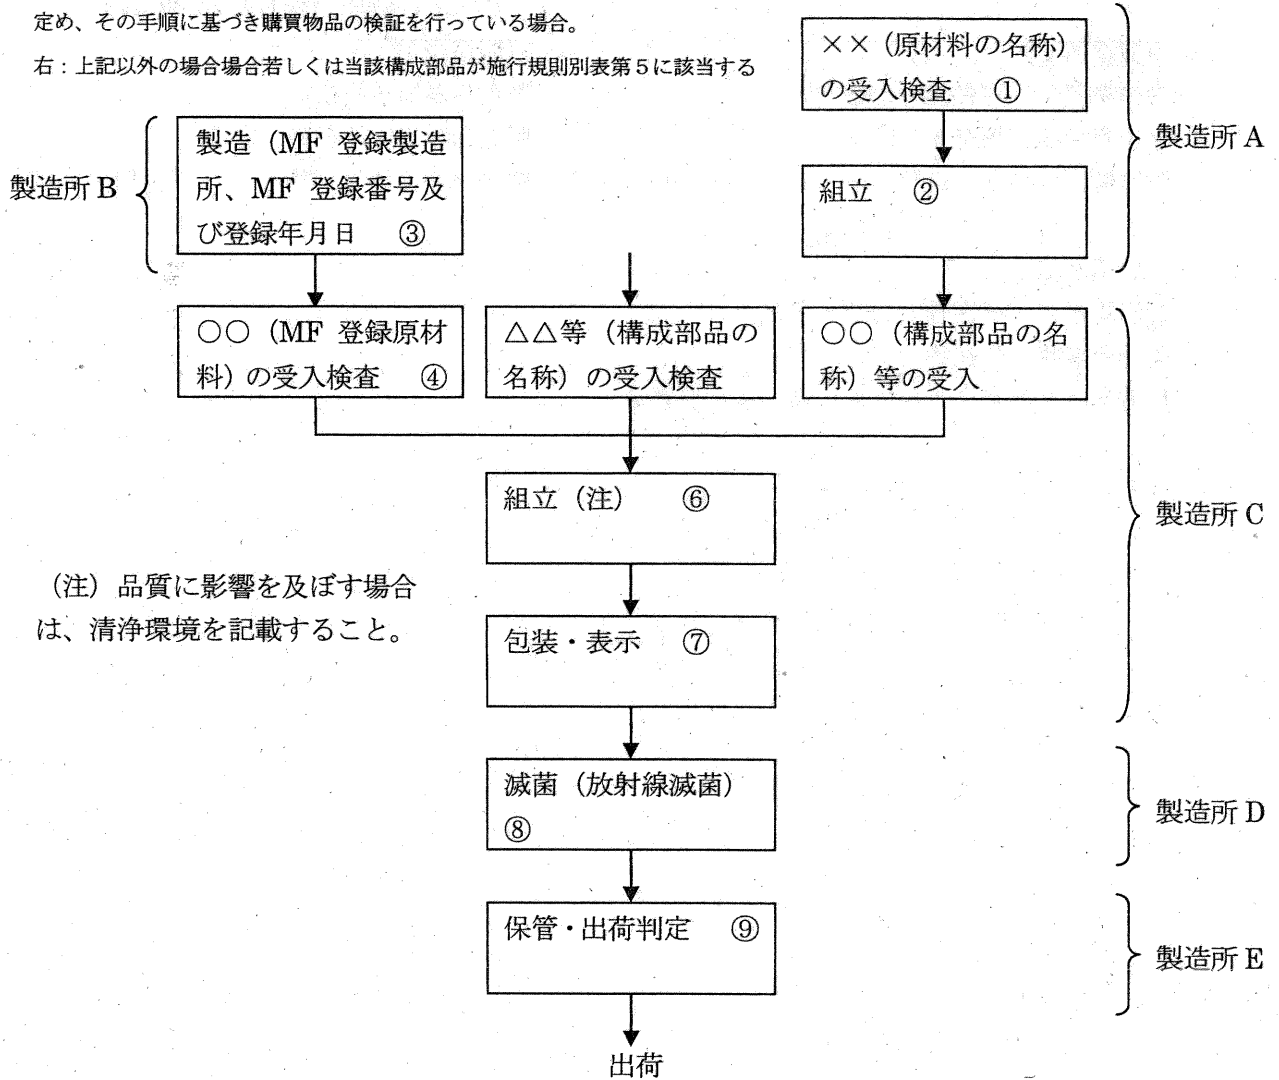 定め、その手順に基づき購買物品の検証を行っている場合。
右：上記以外の場合場合若しくは当該構成部品が施行規則別表第５に該当する
××（原材料の名称）
の受入検査　①
製造所 A
組立　②
製造所 B
製造（MF 登録製造
所、MF 登録番号及
び登録年月日　③
○○（MF 登録原材
料）の受入検査　④
△△等（構成部品の
名称）の受入検査
○○（構成部品の名
称）等の受入
製造所 C
組立（注）　⑥
（注）品質に影響を及ぼす場合
は、清浄環境を記載すること。
包装・表示　⑦
滅菌（放射線滅菌）
⑧
製造所 D
保管・出荷判定　⑨
製造所 E
出荷